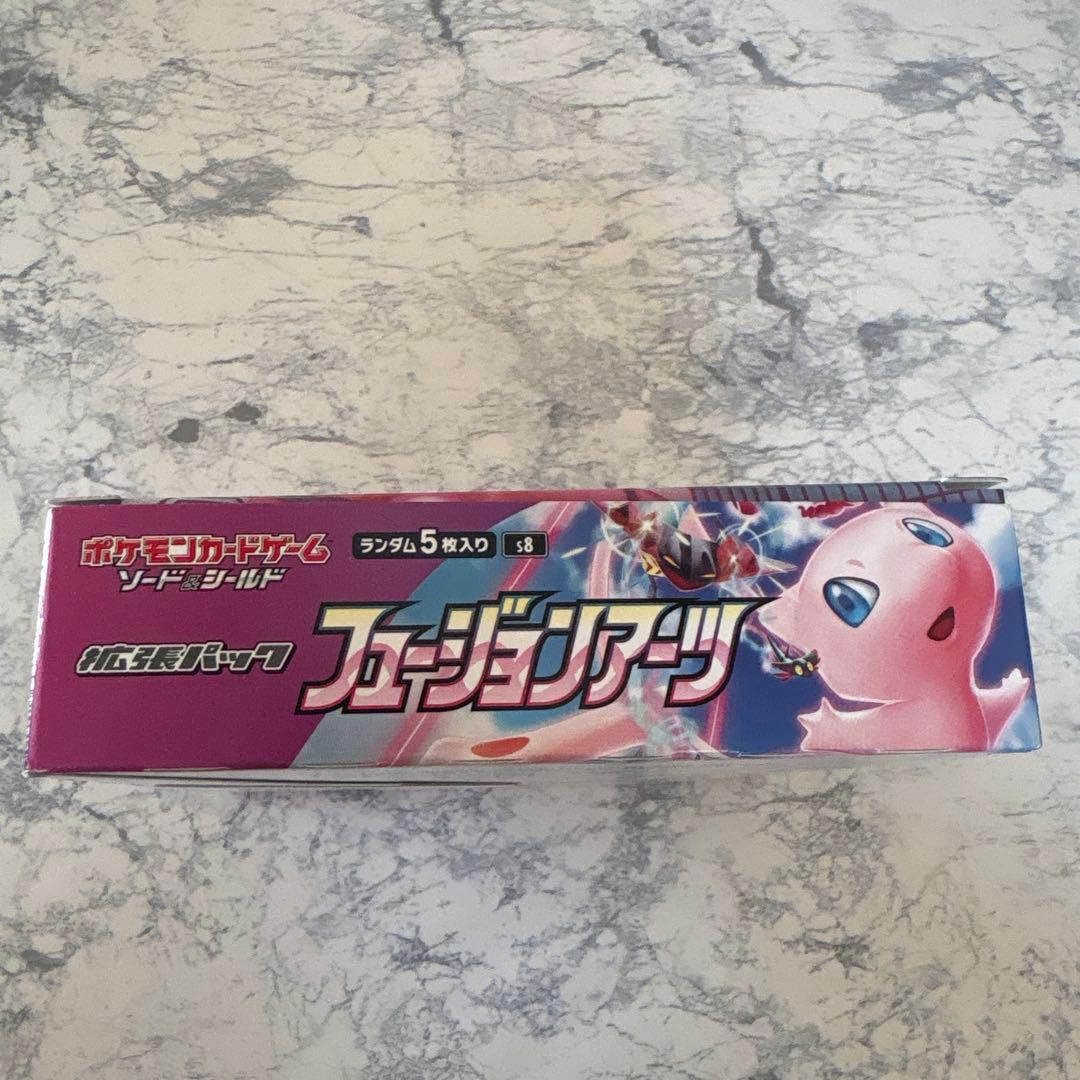 ポケモンカードゲーム
ソード&シールド
ランダム5枚入り s8
拡張パック
フュージョンアーツ